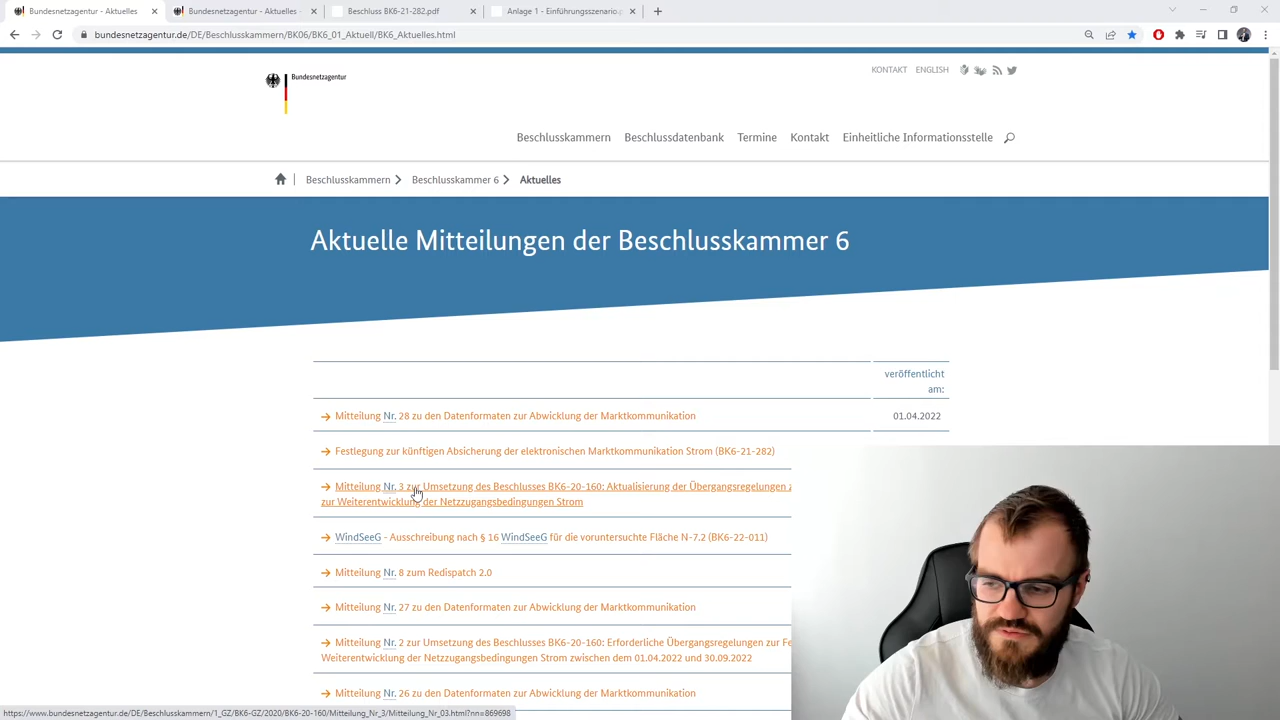 Bundesnetzagentur - Aktuelles
Bundesnetzagentur - Aktuelles -
Beschluss BK6-21-282.pdf
Anlage 1 - Einführungsszenario.
bundesnetzagentur.de/DE/Beschlusskammern/BK06/BK6_01_Aktuell/BK6_Aktuelles.html
KONTAKT ENGLISH
Bundesnetzagentur
Beschlusskammern Beschlussdatenbank Termine Kontakt Einheitliche Informationsstelle
Beschlusskammern Beschlusskammer 6 Aktuelles
Aktuelle Mitteilungen der Beschlusskammer 6
veröffentlicht
am:
Mitteilung Nr. 28 zu den Datenformaten zur Abwicklung der Marktkommunikation 01.04.2022
Festlegung zur künftigen Absicherung der elektronischen Marktkommunikation Strom (BK6-21-282)
Mitteilung Nr. 3 zur Umsetzung des Beschlusses BK6-20-160: Aktualisierung der Übergangsregelungen
zur Weiterentwicklung der Netzzugangsbedingungen Strom
WindSeeG - Ausschreibung nach § 16 WindSeeG für die voruntersuchte Fläche N-7.2 (BK6-22-011)
Mitteilung Nr. 8 zum Redispatch 2.0
Mitteilung Nr. 27 zu den Datenformaten zur Abwicklung der Marktkommunikation
Mitteilung Nr. 2 zur Umsetzung des Beschlusses BK6-20-160: Erforderliche Übergangsregelungen zur
Weiterentwicklung der Netzzugangsbedingungen Strom zwischen dem 01.04.2022 und 30.09.2022
Mitteilung Nr. 26 zu den Datenformaten zur Abwicklung der Marktkommunikation
https://www.bundesnetzagentur.de/DE/Beschlusskammern/1_GZ/BK6-GZ/2020/BK6-20-160/Mitteilung_Nr_3/Mitteilung_Nr_03.html?nn=869698